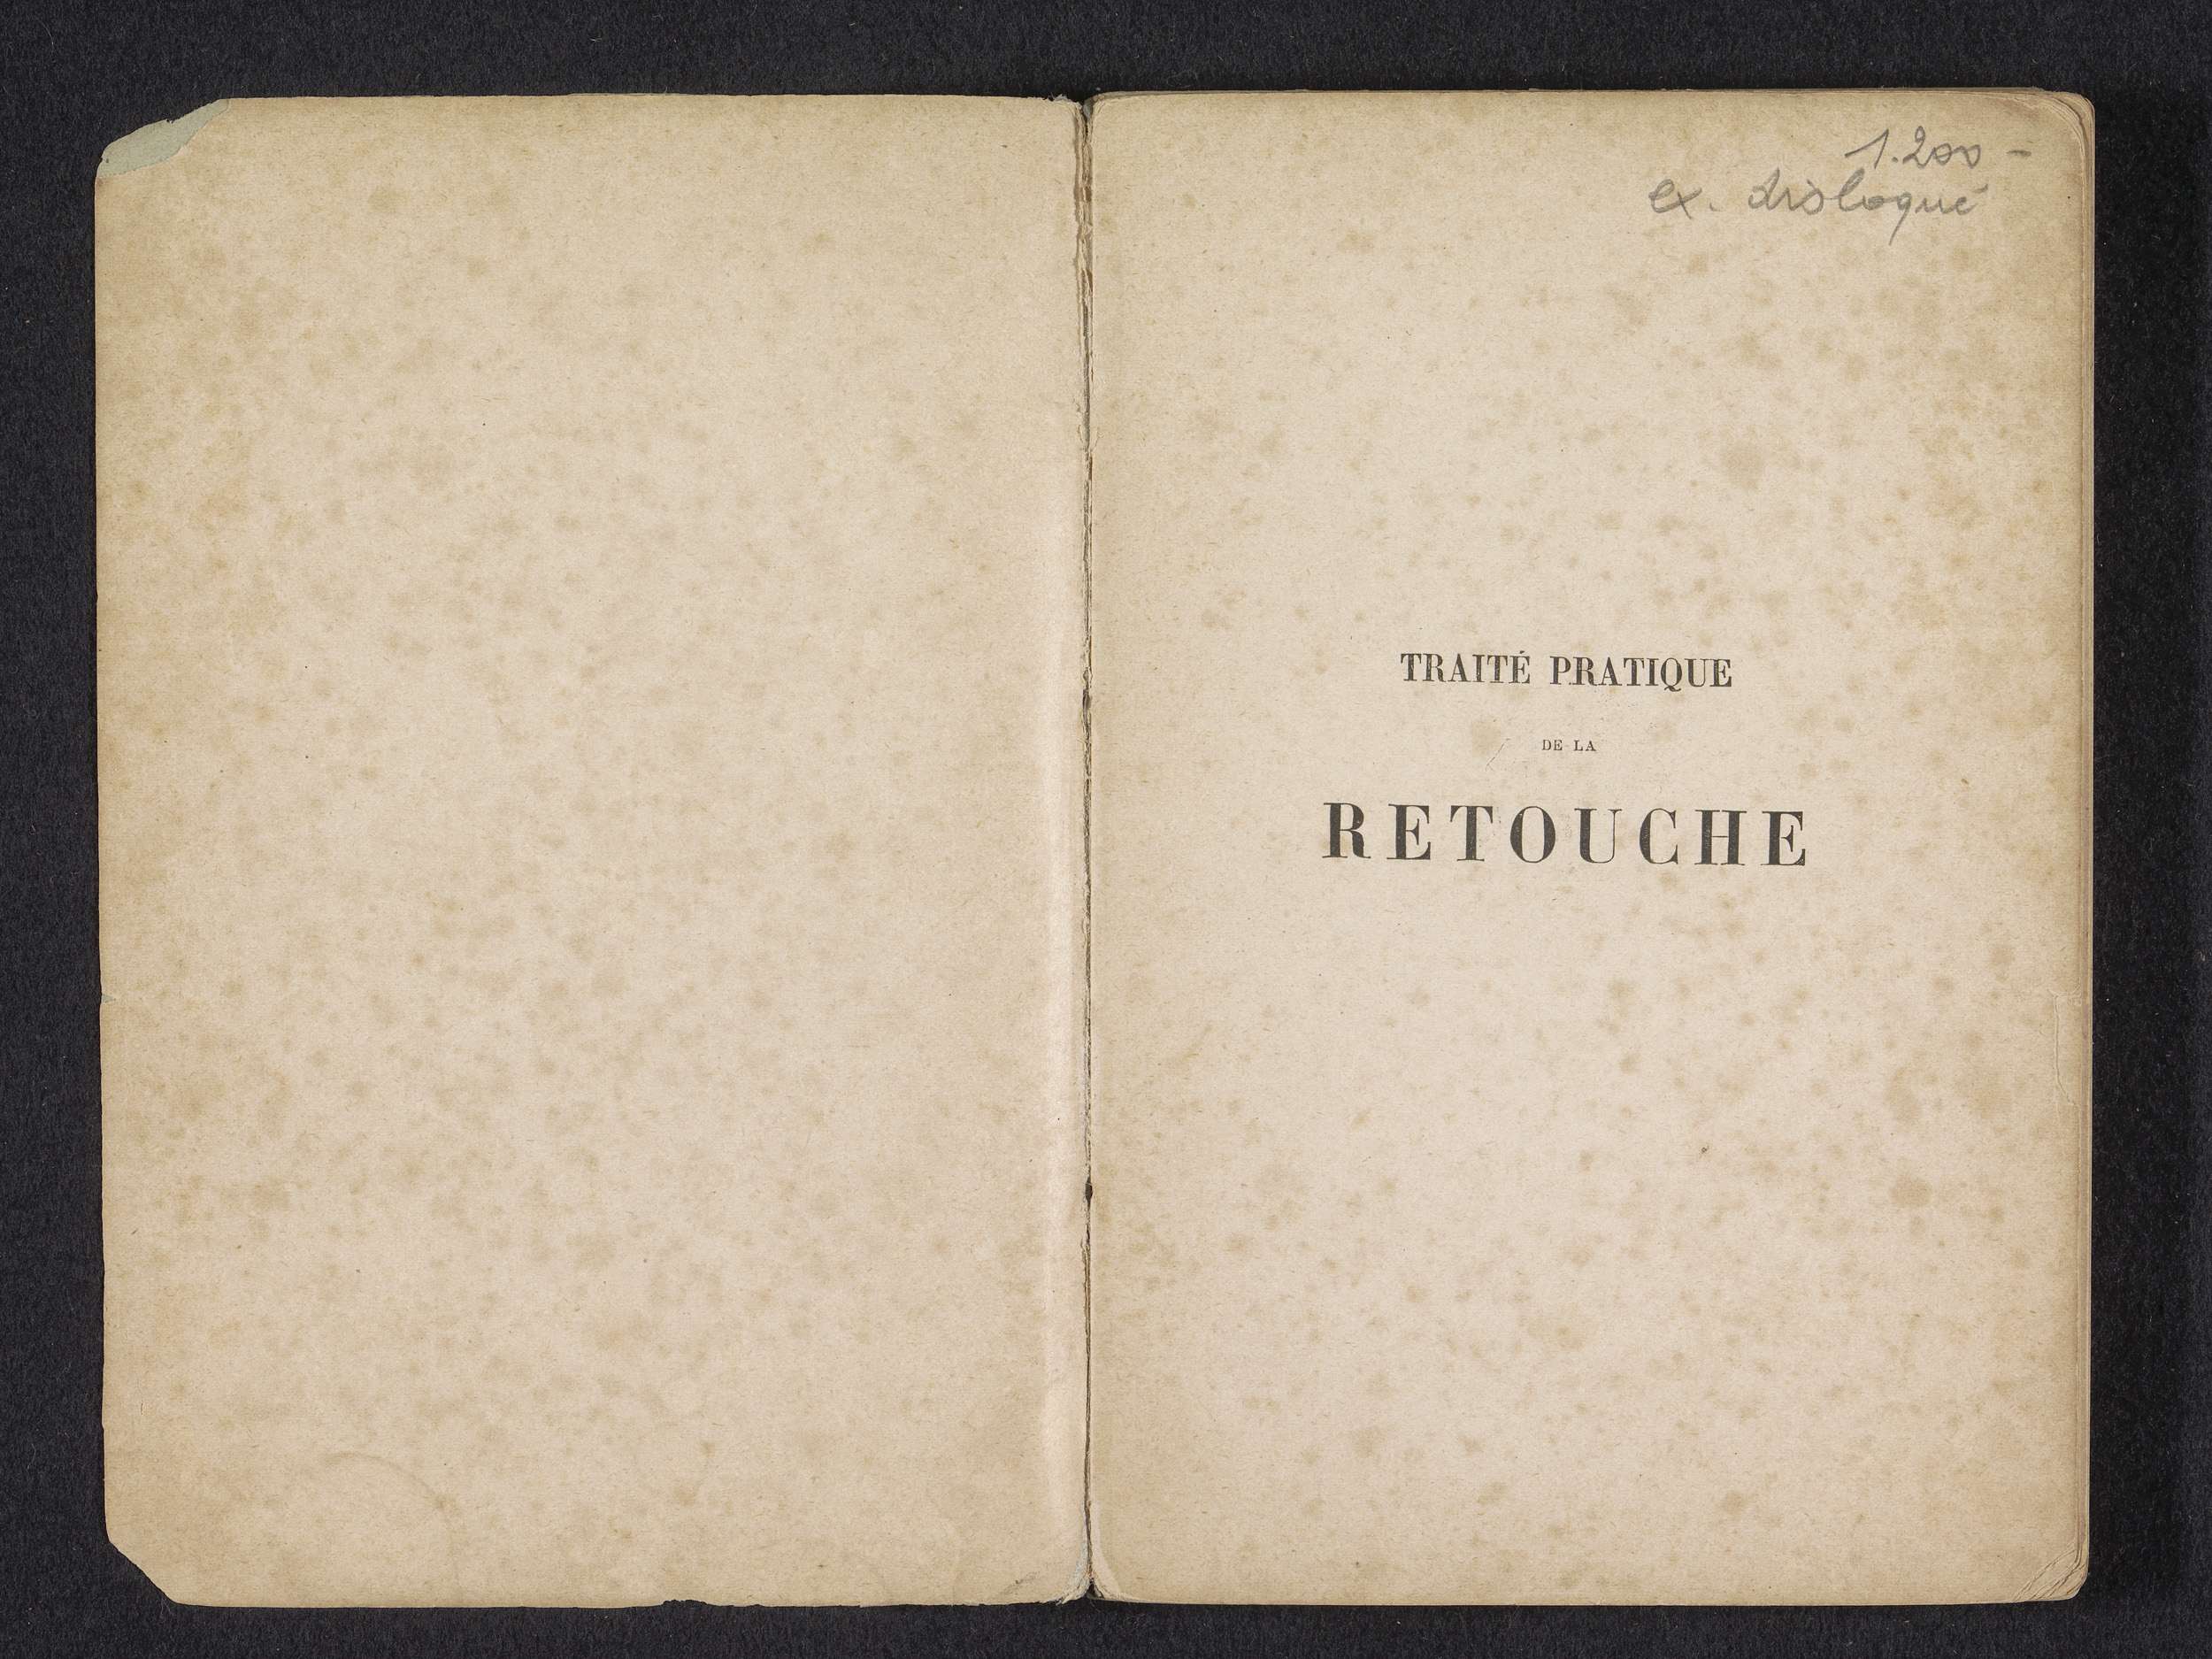 1.200 -
ex. disloqué
TRAITÉ PRATIQUE
DE LA
RETOUCHE